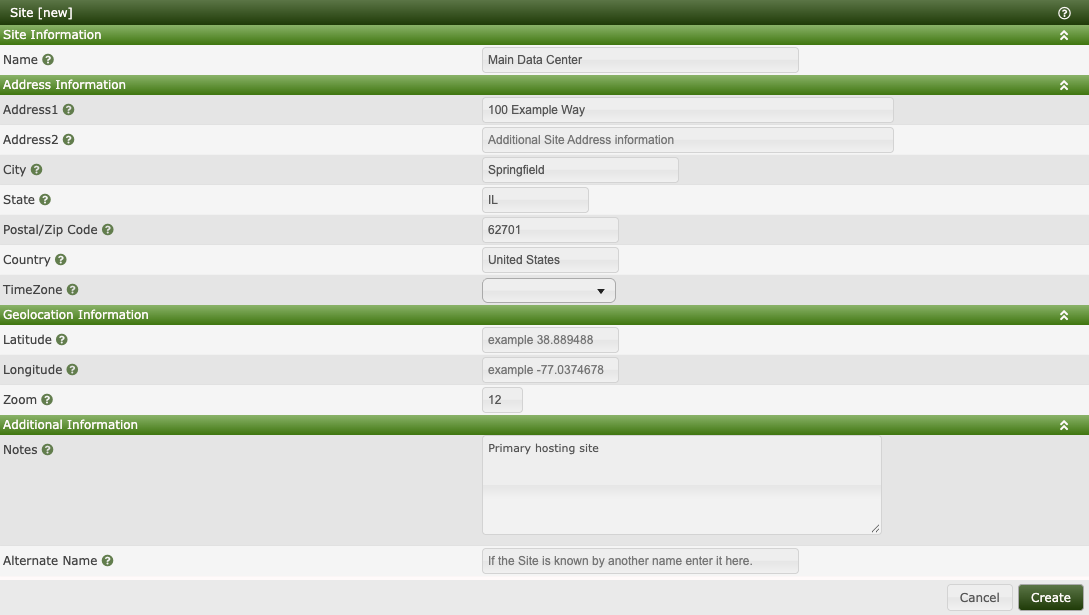 Site [new]
Site Information
Name Main Data Center
Address Information
Address1 100 Example Way
Address2 Additional Site Address information
City Springfield
State IL
Postal/Zip Code 62701
Country United States
TimeZone
Geolocation Information
Latitude example 38.889488
Longitude example -77.0374678
Zoom 12
Additional Information
Notes Primary hosting site
Alternate Name If the Site is known by another name enter it here.
Cancel Create